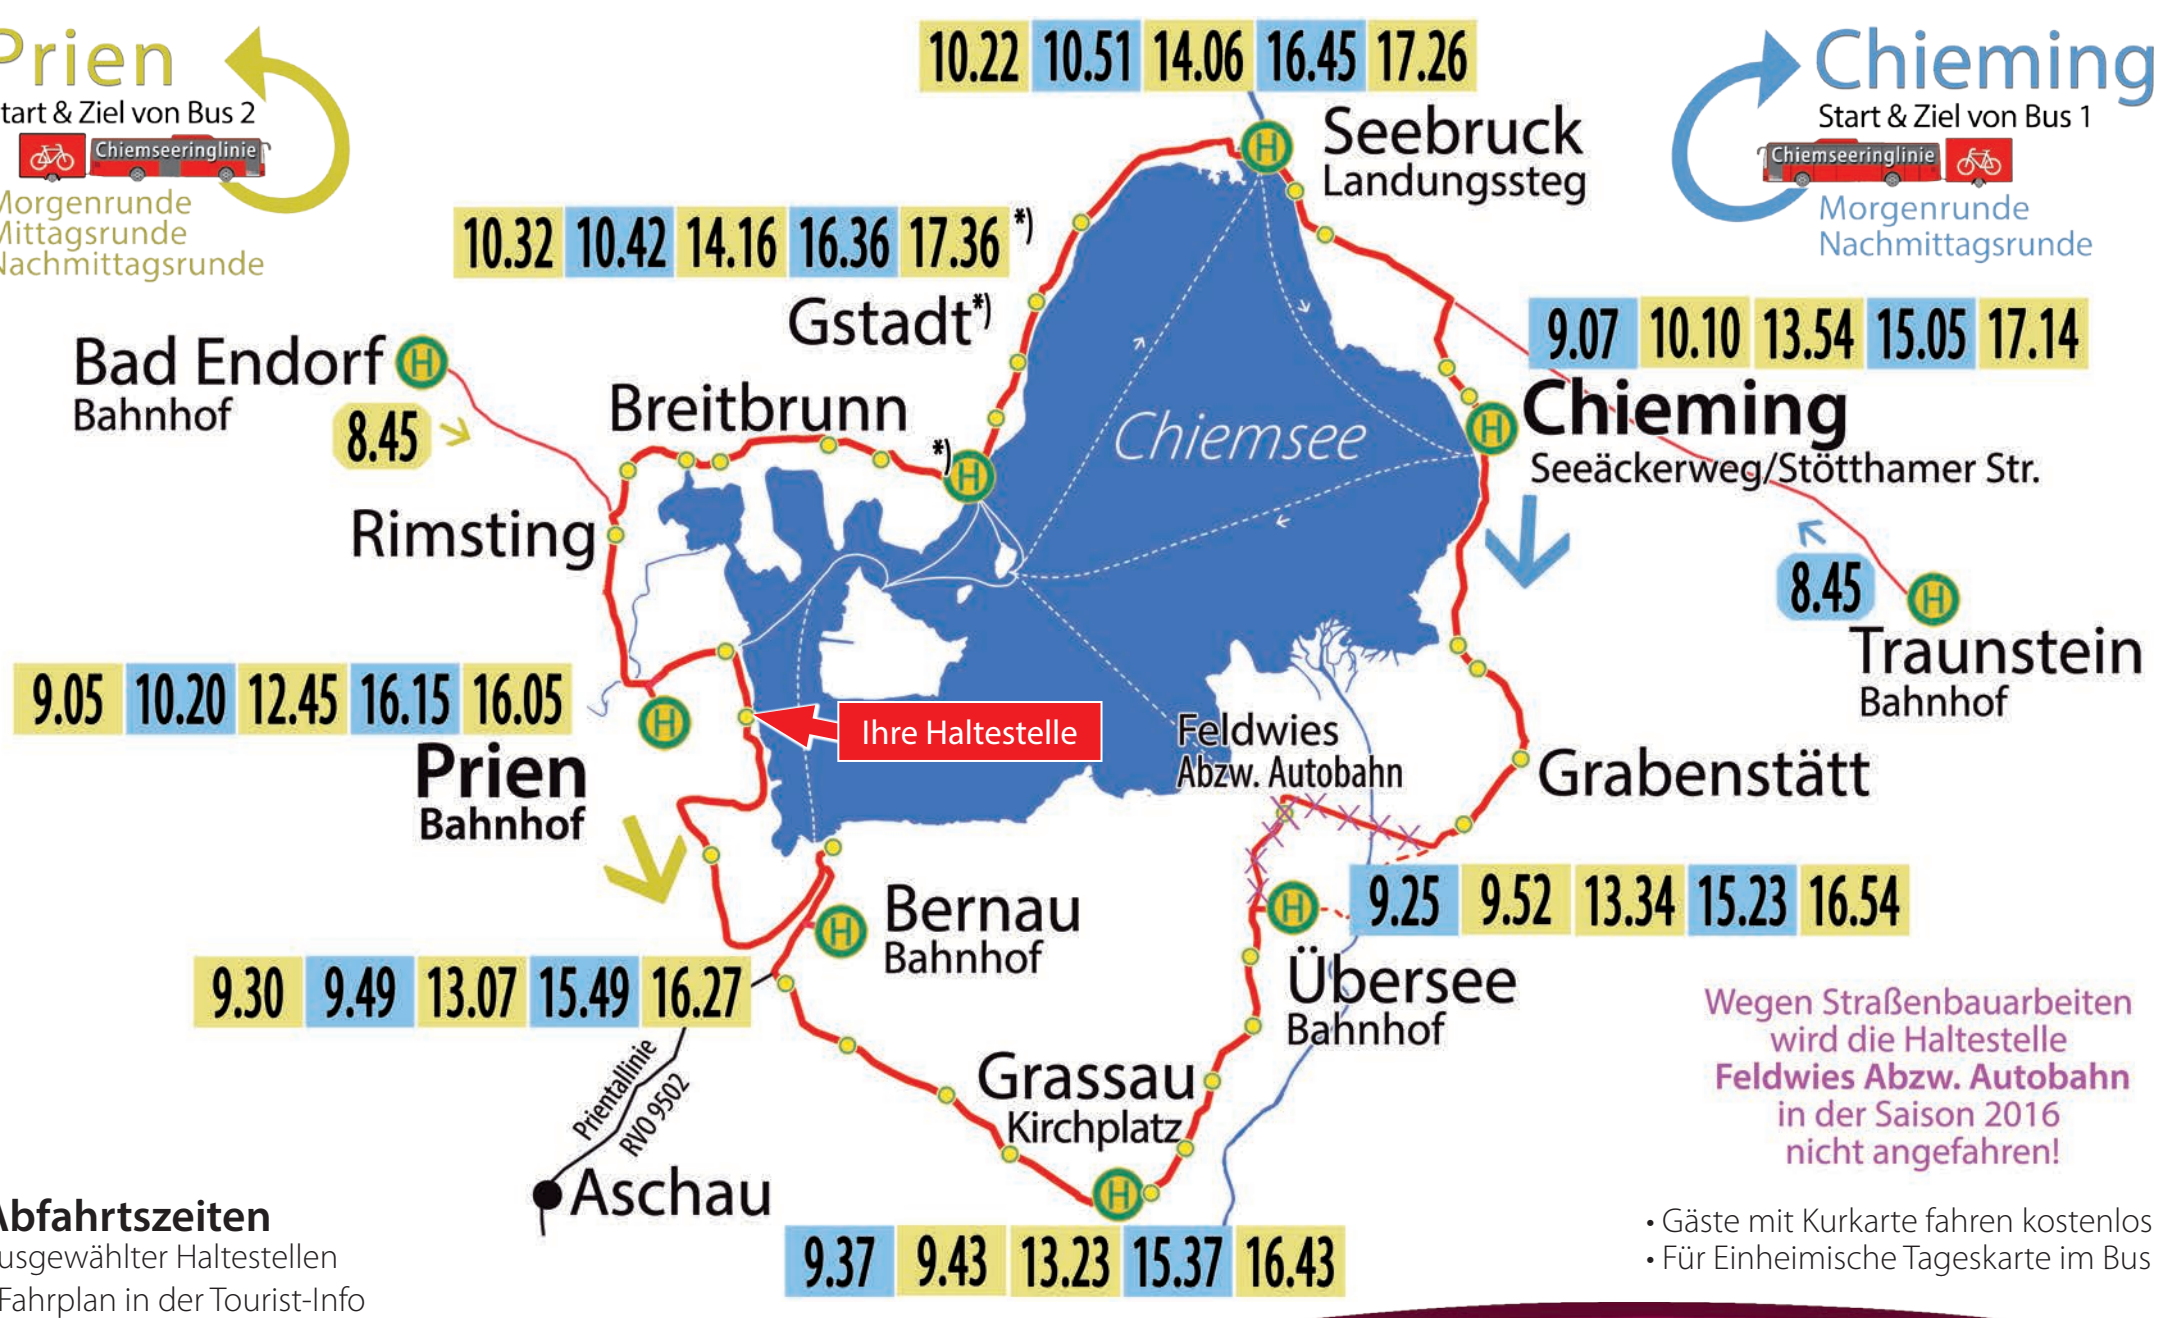 Prien
tart & Ziel von Bus 2
Chiemseeringlinie
Morgenrunde
Mittagsrunde
Nachmittagsrunde
10.22 10.51 14.06 16.45 17.26
Seebruck
Landungssteg
Chieming
Start & Ziel von Bus 1
Chiemseeringlinie
Morgenrunde
Nachmittagsrunde
10.32 10.42 14.16 16.36 17.36 *)
Gstadt*)
9.07 10.10 13.54 15.05 17.14
Chieming
Seeäckerweg/Stötthamer Str.
Bad Endorf H
Bahnhof
8.45
Breitbrunn
*)
H
H
H
Chiemsee
Rimsting
8.45
H
Traunstein
Bahnhof
9.05 10.20 12.45 16.15 16.05
H
Prien
Bahnhof
Ihre Haltestelle
Feldwies
Abzw. Autobahn
Grabenstätt
H
Bernau
Bahnhof
9.25 9.52 13.34 15.23 16.54
H
Übersee
Bahnhof
9.30 9.49 13.07 15.49 16.27
Prientallinie
RVO 9502
Aschau
Grassau
Kirchplatz
H
9.37 9.43 13.23 15.37 16.43
Wegen Straßenbauarbeiten
wird die Haltestelle
Feldwies Abzw. Autobahn
in der Saison 2016
nicht angefahren!
Abfahrtszeiten
usgewählter Haltestellen
Fahrplan in der Tourist-Info
• Gäste mit Kurkarte fahren kostenlos
• Für Einheimische Tageskarte im Bus